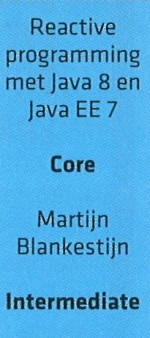 Reactive
programming
met Java 8 en
Java EE 7
Core
Martijn
Blankestijn
Intermediate